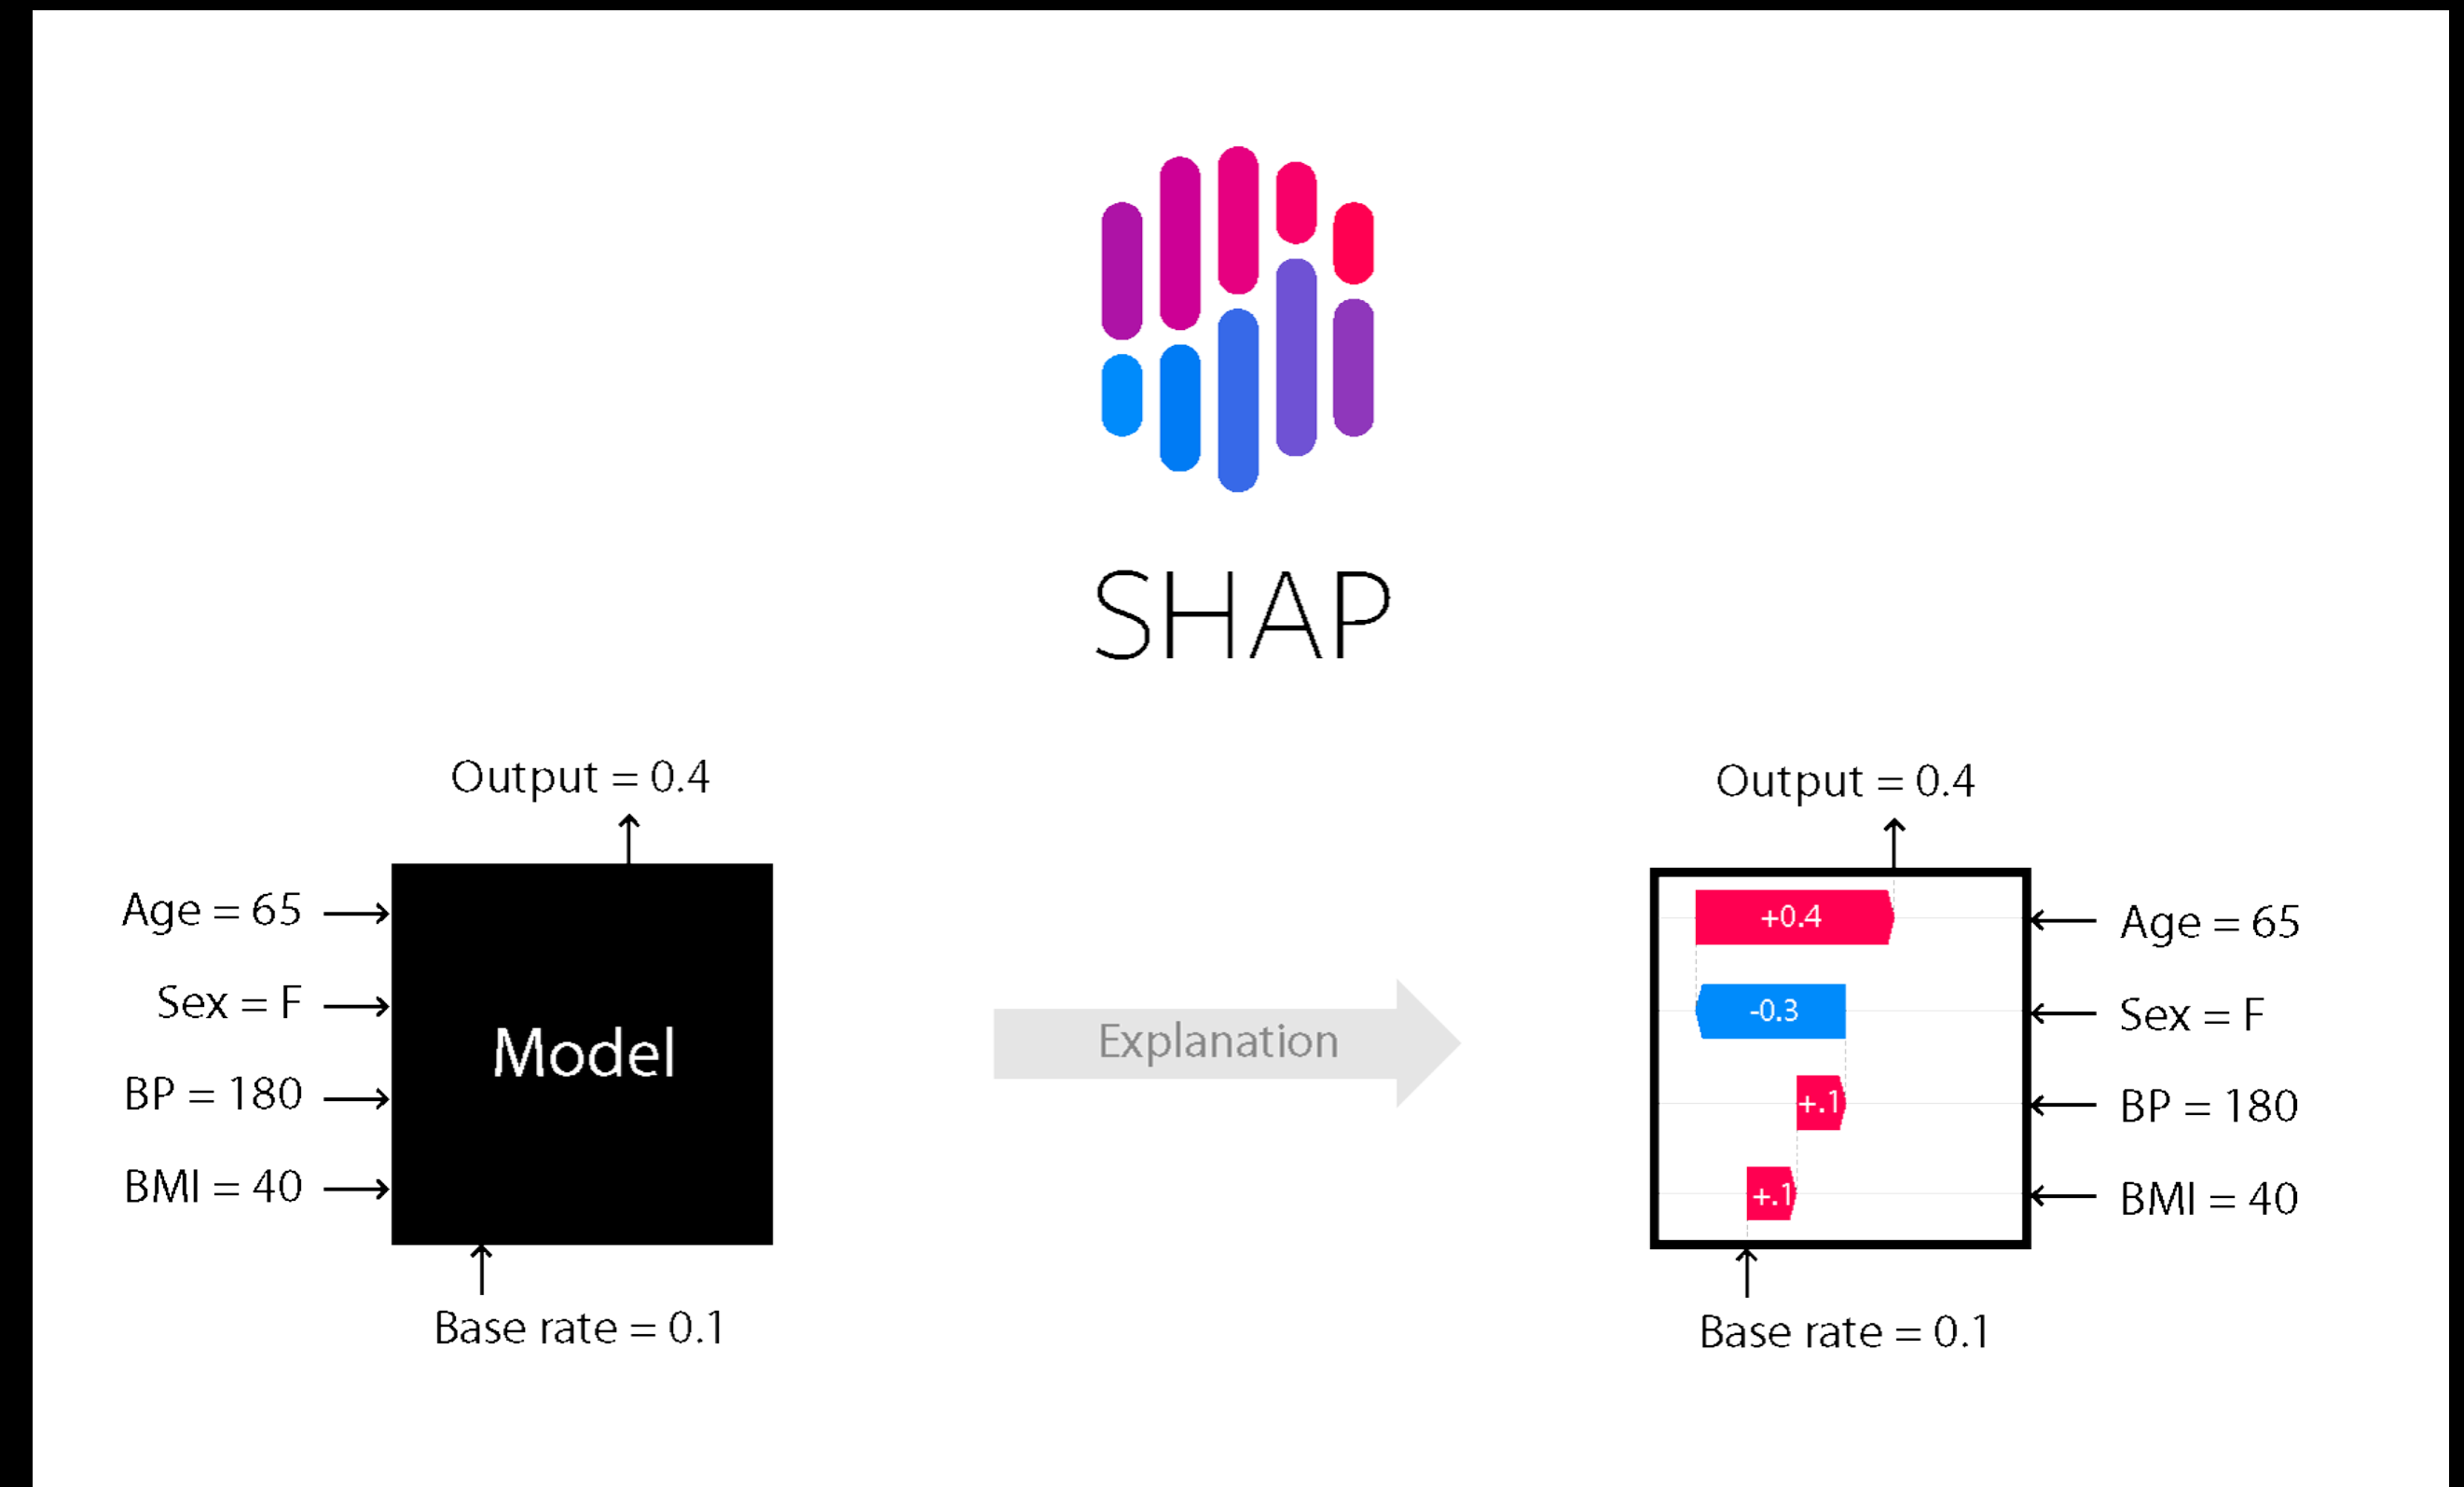 SHAP
Output = 0.4
Age = 65
Sex = F
BP = 180
BMI = 40
Model
Base rate = 0.1
Explanation
Output = 0.4
+0.4
-0.3
+.1
+.1
Age = 65
Sex = F
BP = 180
BMI = 40
Base rate = 0.1